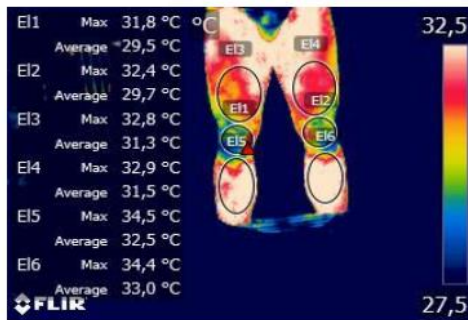 El1 Max 31,8 °C
Average 29,5 °C
El2 Max 32,4 °C
Average 29,7 °C
El3 Max 32,8 °C
Average 31,3 °C
El4 Max 32,9 °C
Average 31,5 °C
El5 Max 34,5 °C
Average 32,5 °C
El6 Max 34,4 °C
Average 33,0 °C
FLIR
°C
El3
El4
El1
El2
El5
El6
32,5
27,5